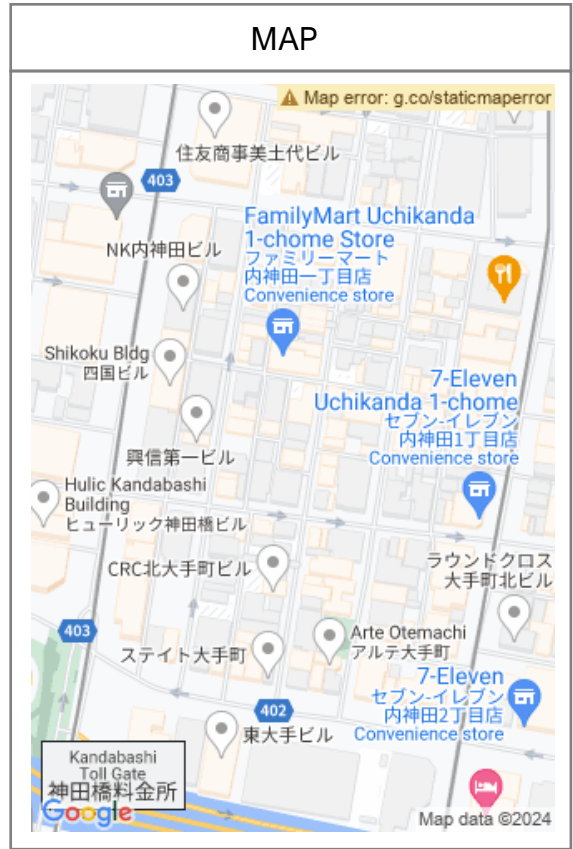 MAP
Map error: g.co/staticmaperror
住友商事美土代ビル
403
FamilyMart Uchikanda
1-chome Store
ファミリーマート
内神田一丁目店
Convenience store
NK内神田ビル
Shikoku Bldg
四国ビル
7-Eleven
Uchikanda 1-chome
セブン-イレブン
内神田1丁目店
Convenience store
興信第一ビル
Hulic Kandabashi
Building
ヒューリック神田橋ビル
CRC北大手町ビル
ラウンドクロス
大手町北ビル
403
Arte Otemachi
アルテ大手町
ステイト大手町
7-Eleven
セブン-イレブン
内神田2丁目店
Convenience store
402
東大手ビル
Kandabashi
Toll Gate
神田橋料金所
Google
Map data ©2024